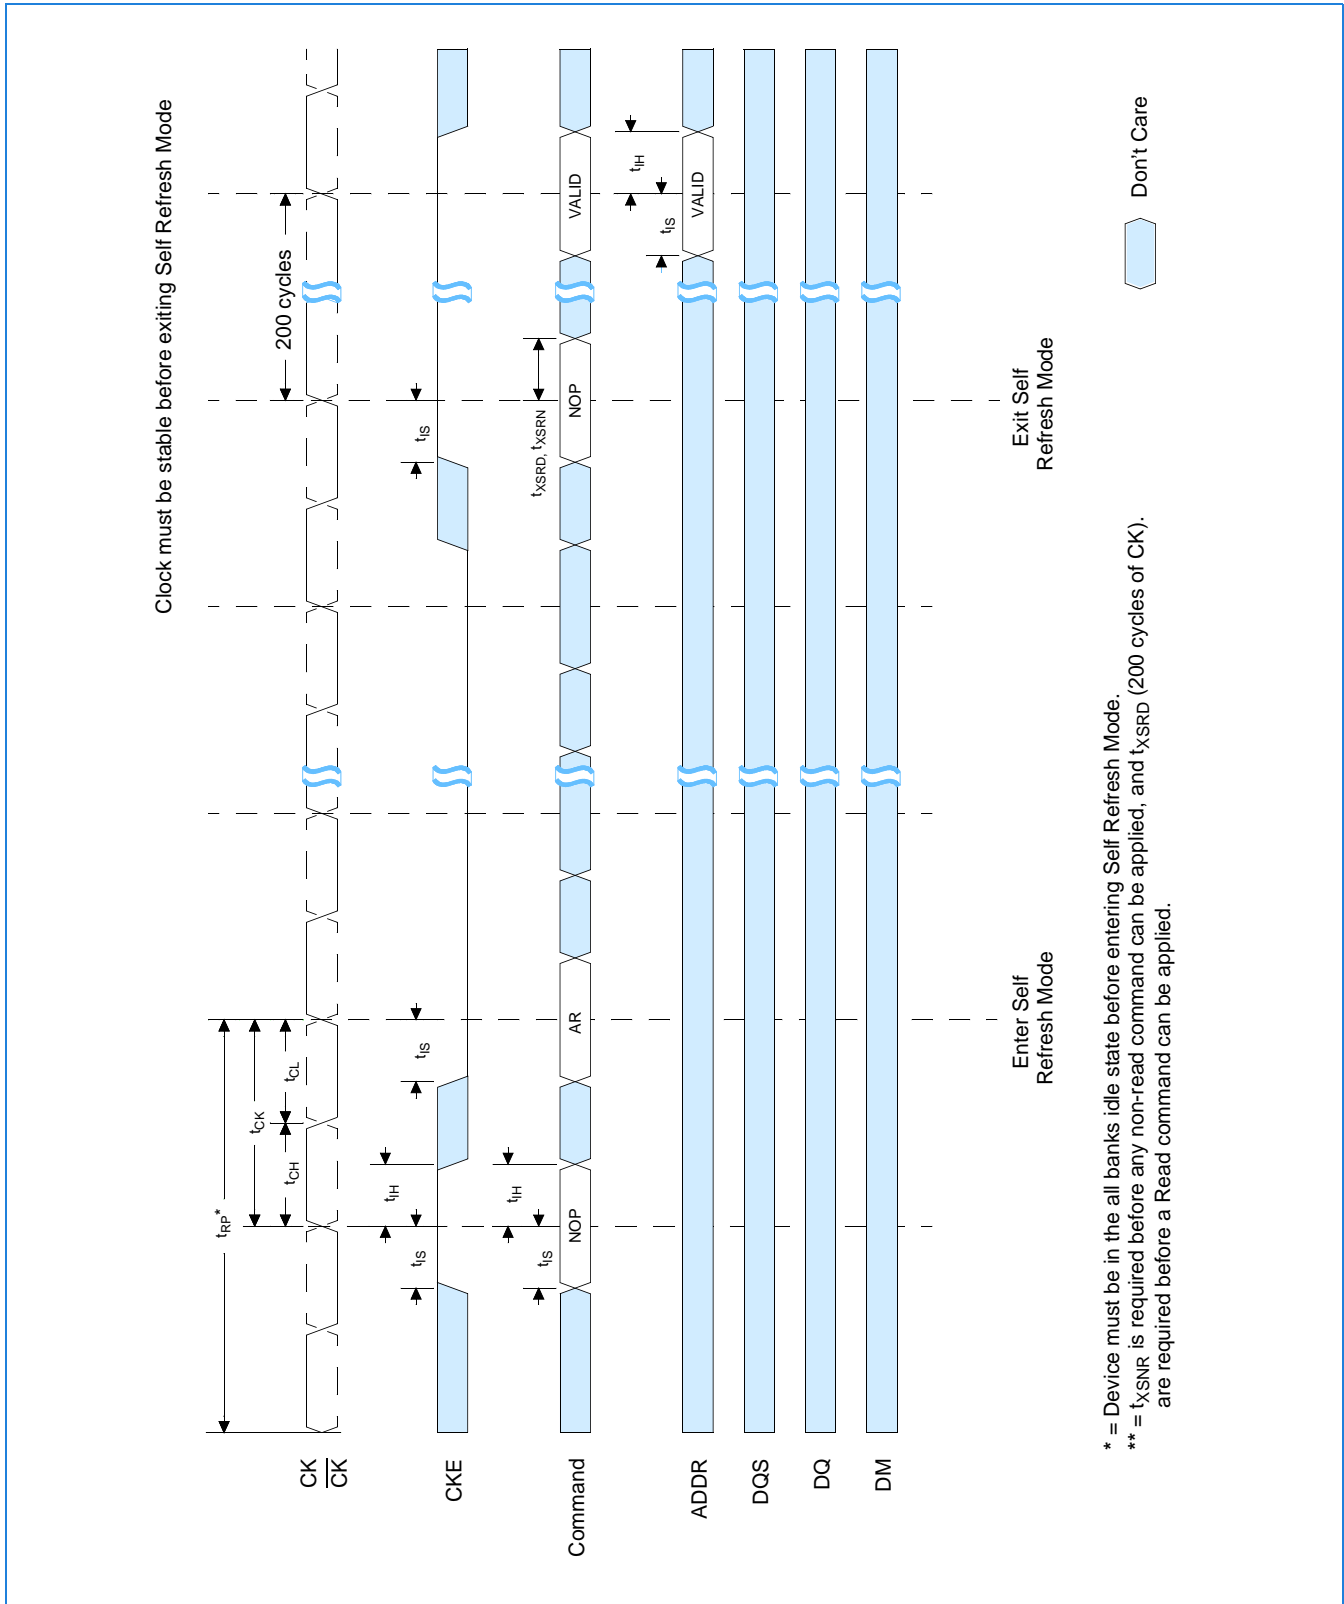 Clock must be stable before exiting Self Refresh Mode
tRP*
tCK
tCH
tCL
200 cycles
CK
CK
tIH
tIS
tIS
tIS
CKE
tIH
tIS
tXSRD, tXSRN
Command
NOP
AR
NOP
VALID
tIS
tIH
ADDR
VALID
DQS
DQ
DM
Enter Self
Refresh Mode
Exit Self
Refresh Mode
* = Device must be in the all banks idle state before entering Self Refresh Mode.
** = tXSNR is required before any non-read command can be applied, and tXSRD (200 cycles of CK).
are required before a Read command can be applied.
Don't Care